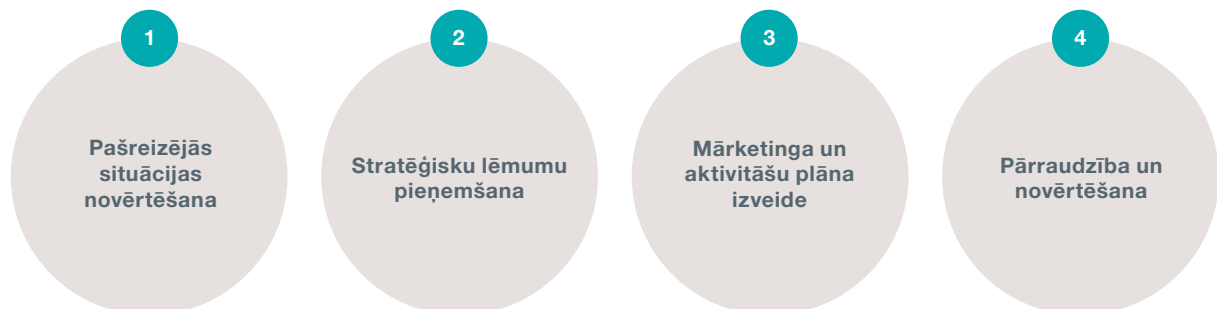 1
Pašreizējās
situācijas
novērtēšana
2
Stratēģisku lēmumu
pieņemšana
3
Mārketinga un
aktivitāšu plāna
izveide
4
Pārraudzība un
novērtēšana